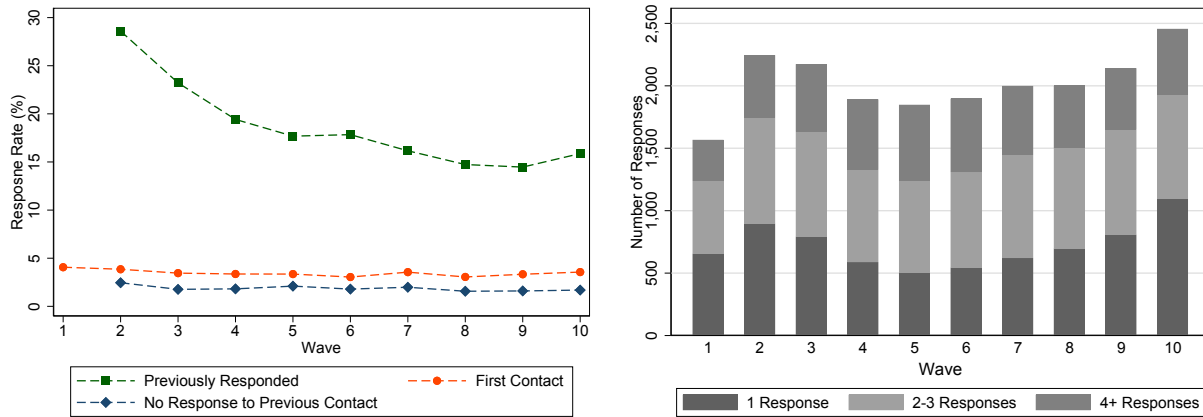 Resposne Rate (%)
30
25
20
15
10
5
0
1 2 3 4 5 6 7 8 9 10
Wave
Previously Responded
First Contact
No Response to Previous Contact
Number of Responses
2,500
2,000
1,500
1,000
500
0
1 2 3 4 5 6 7 8 9 10
Wave
1 Response
2-3 Responses
4+ Responses